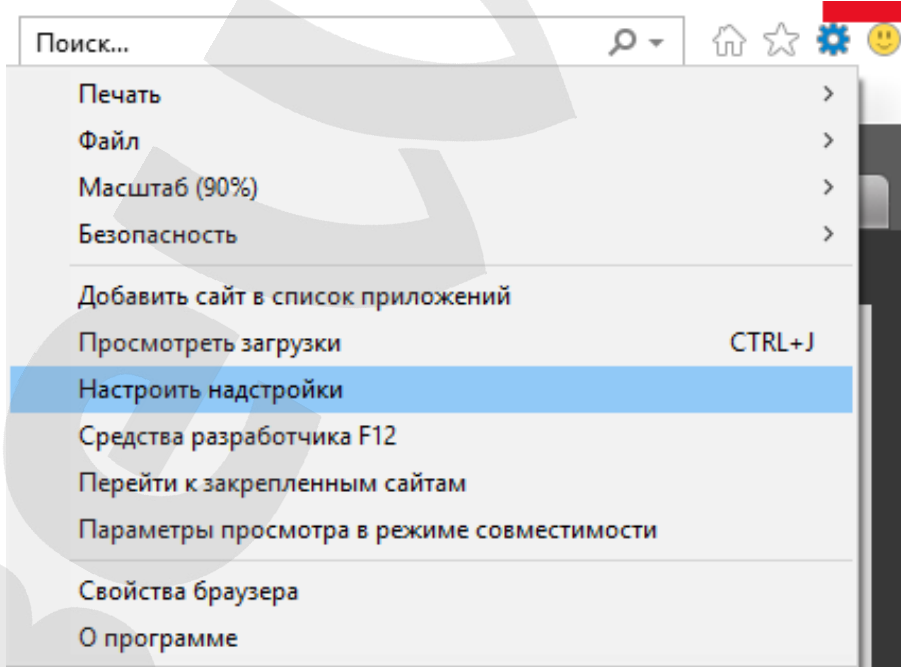 Поиск...
Печать
Файл
Масштаб (90%)
Безопасность
Добавить сайт в список приложений
Просмотреть загрузки CTRL+J
Настроить надстройки
Средства разработчика F12
Перейти к закрепленным сайтам
Параметры просмотра в режиме совместимости
Свойства браузера
О программе